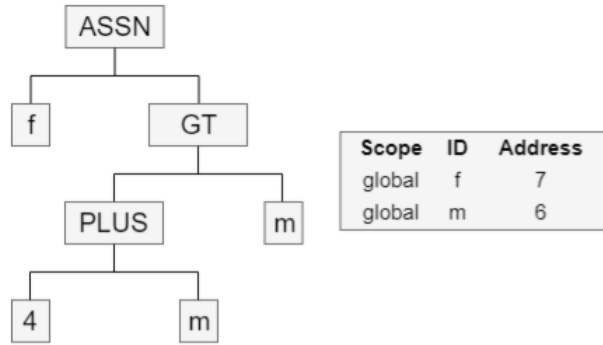 ASSN
f
GT
PLUS
m
4
m
Scope ID Address
global f 7
global m 6